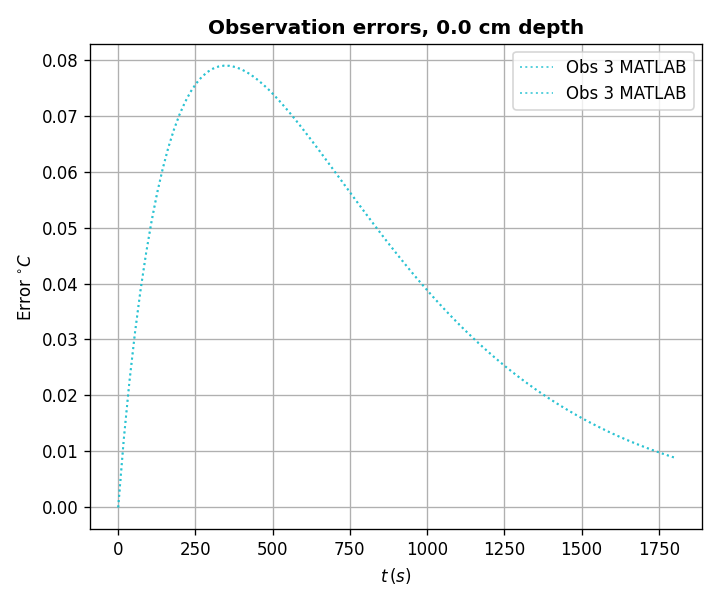 Observation errors, 0.0 cm depth
Obs 3 MATLAB
Obs 3 MATLAB
0.08
0.07
0.06
0.05
0.04
0.03
0.02
0.01
0.00
Error °C
0 250 500 750 1000 1250 1500 1750
t (s)